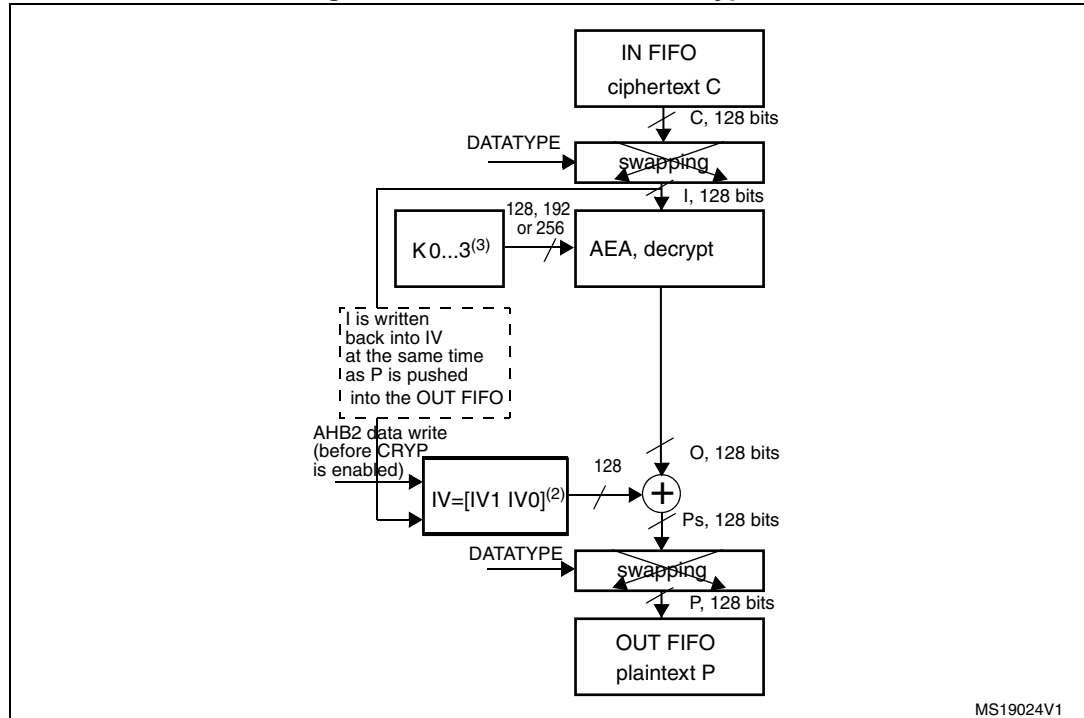 IN FIFO
ciphertext C
C, 128 bits
DATATYPE
swapping
I, 128 bits
128, 192
or 256
K 0...3(3)
AEA, decrypt
I is written
back into IV
at the same time
as P is pushed
into the OUT FIFO
AHB2 data write
(before CRYP
is enabled)
O, 128 bits
128
IV=[IV1 IV0](2)
+
Ps, 128 bits
DATATYPE
swapping
P, 128 bits
OUT FIFO
plaintext P
MS19024V1